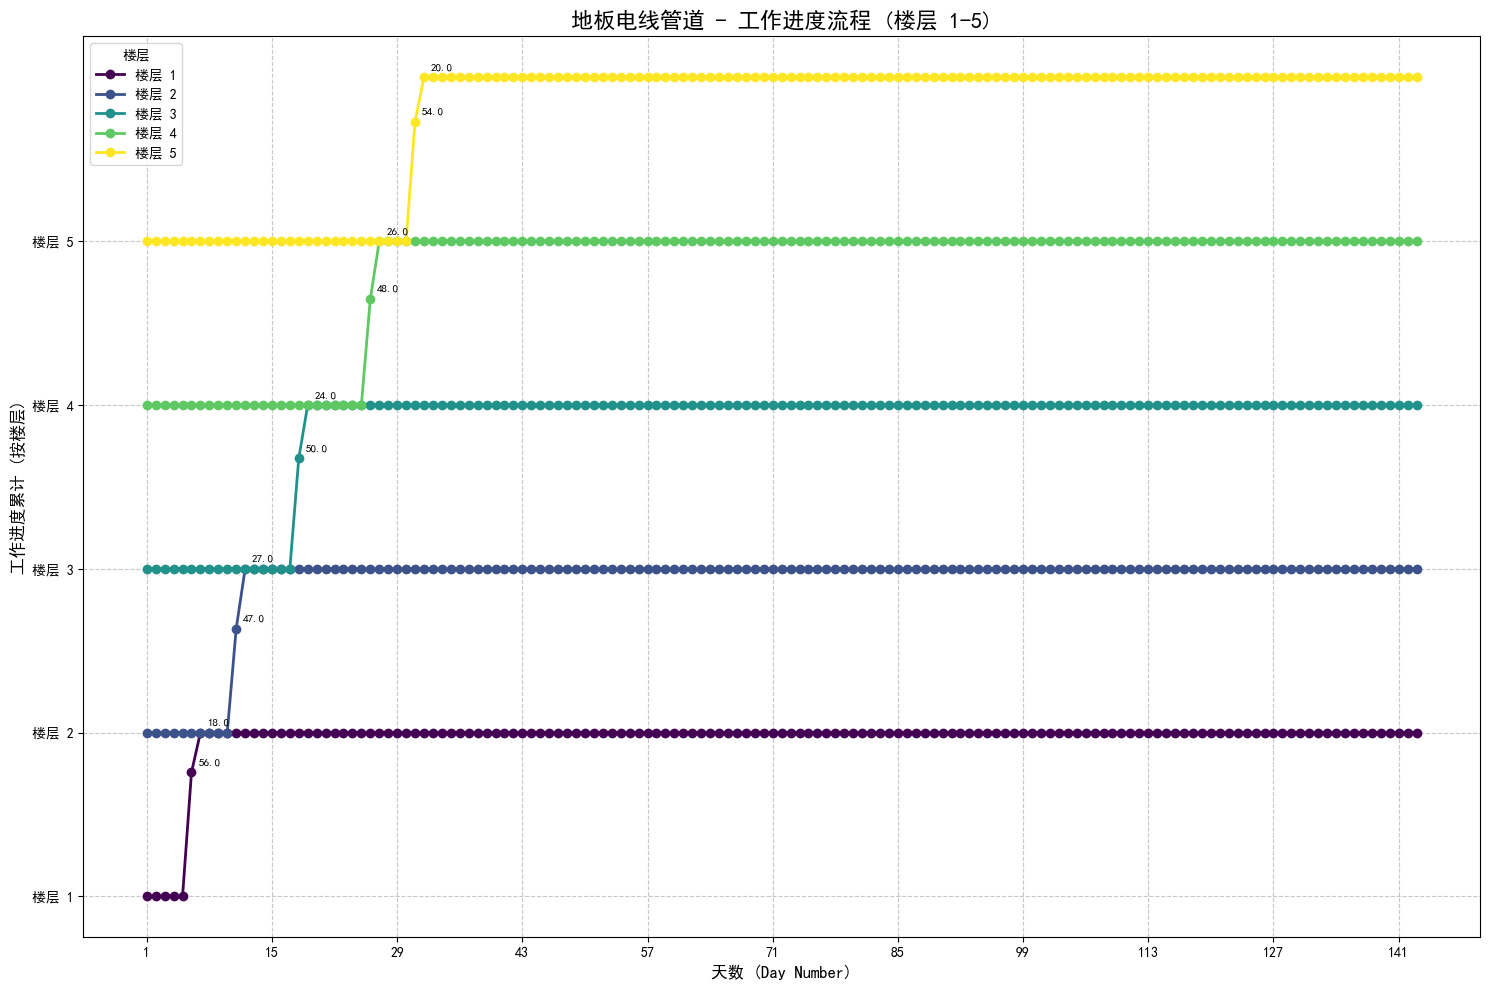 地板电线管道 - 工作进度流程 (楼层 1-5)
楼层
楼层 1
楼层 2
楼层 3
楼层 4
楼层 5
20.0
54.0
26.0
48.0
24.0
50.0
27.0
47.0
18.0
56.0
工作进度累计 (按楼层)
楼层 5
楼层 4
楼层 3
楼层 2
楼层 1
1 15 29 43 57 71 85 99 113 127 141
天数 (Day Number)